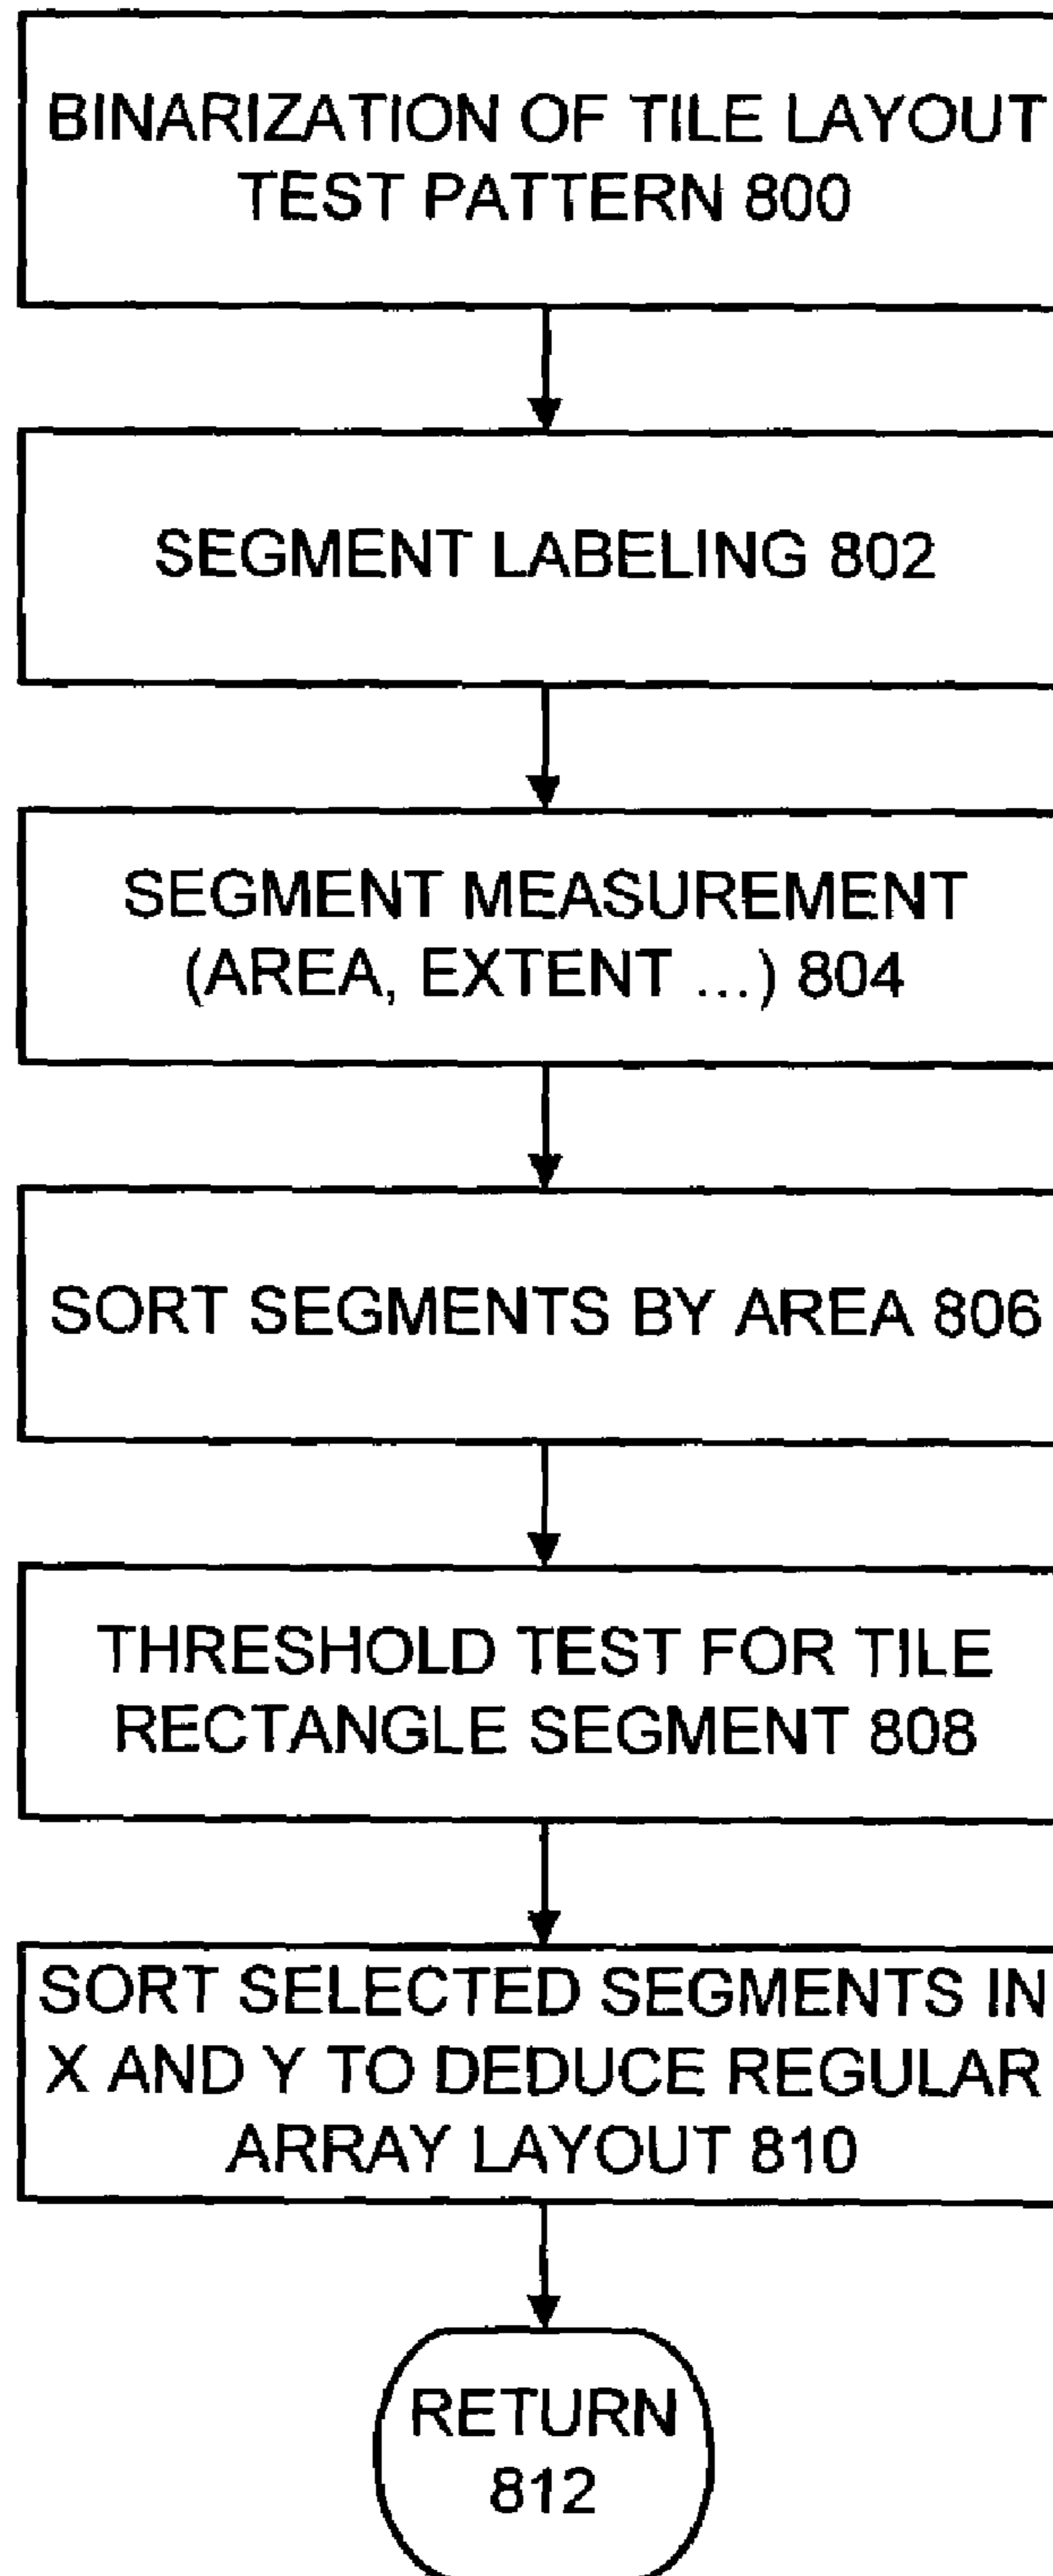 BINARIZATION OF TILE LAYOUT
TEST PATTERN 800
SEGMENT LABELING 802
SEGMENT MEASUREMENT
(AREA, EXTENT ...) 804
SORT SEGMENTS BY AREA 806
THRESHOLD TEST FOR TILE
RECTANGLE SEGMENT 808
SORT SELECTED SEGMENTS IN
X AND Y TO DEDUCE REGULAR
ARRAY LAYOUT 810
RETURN
812